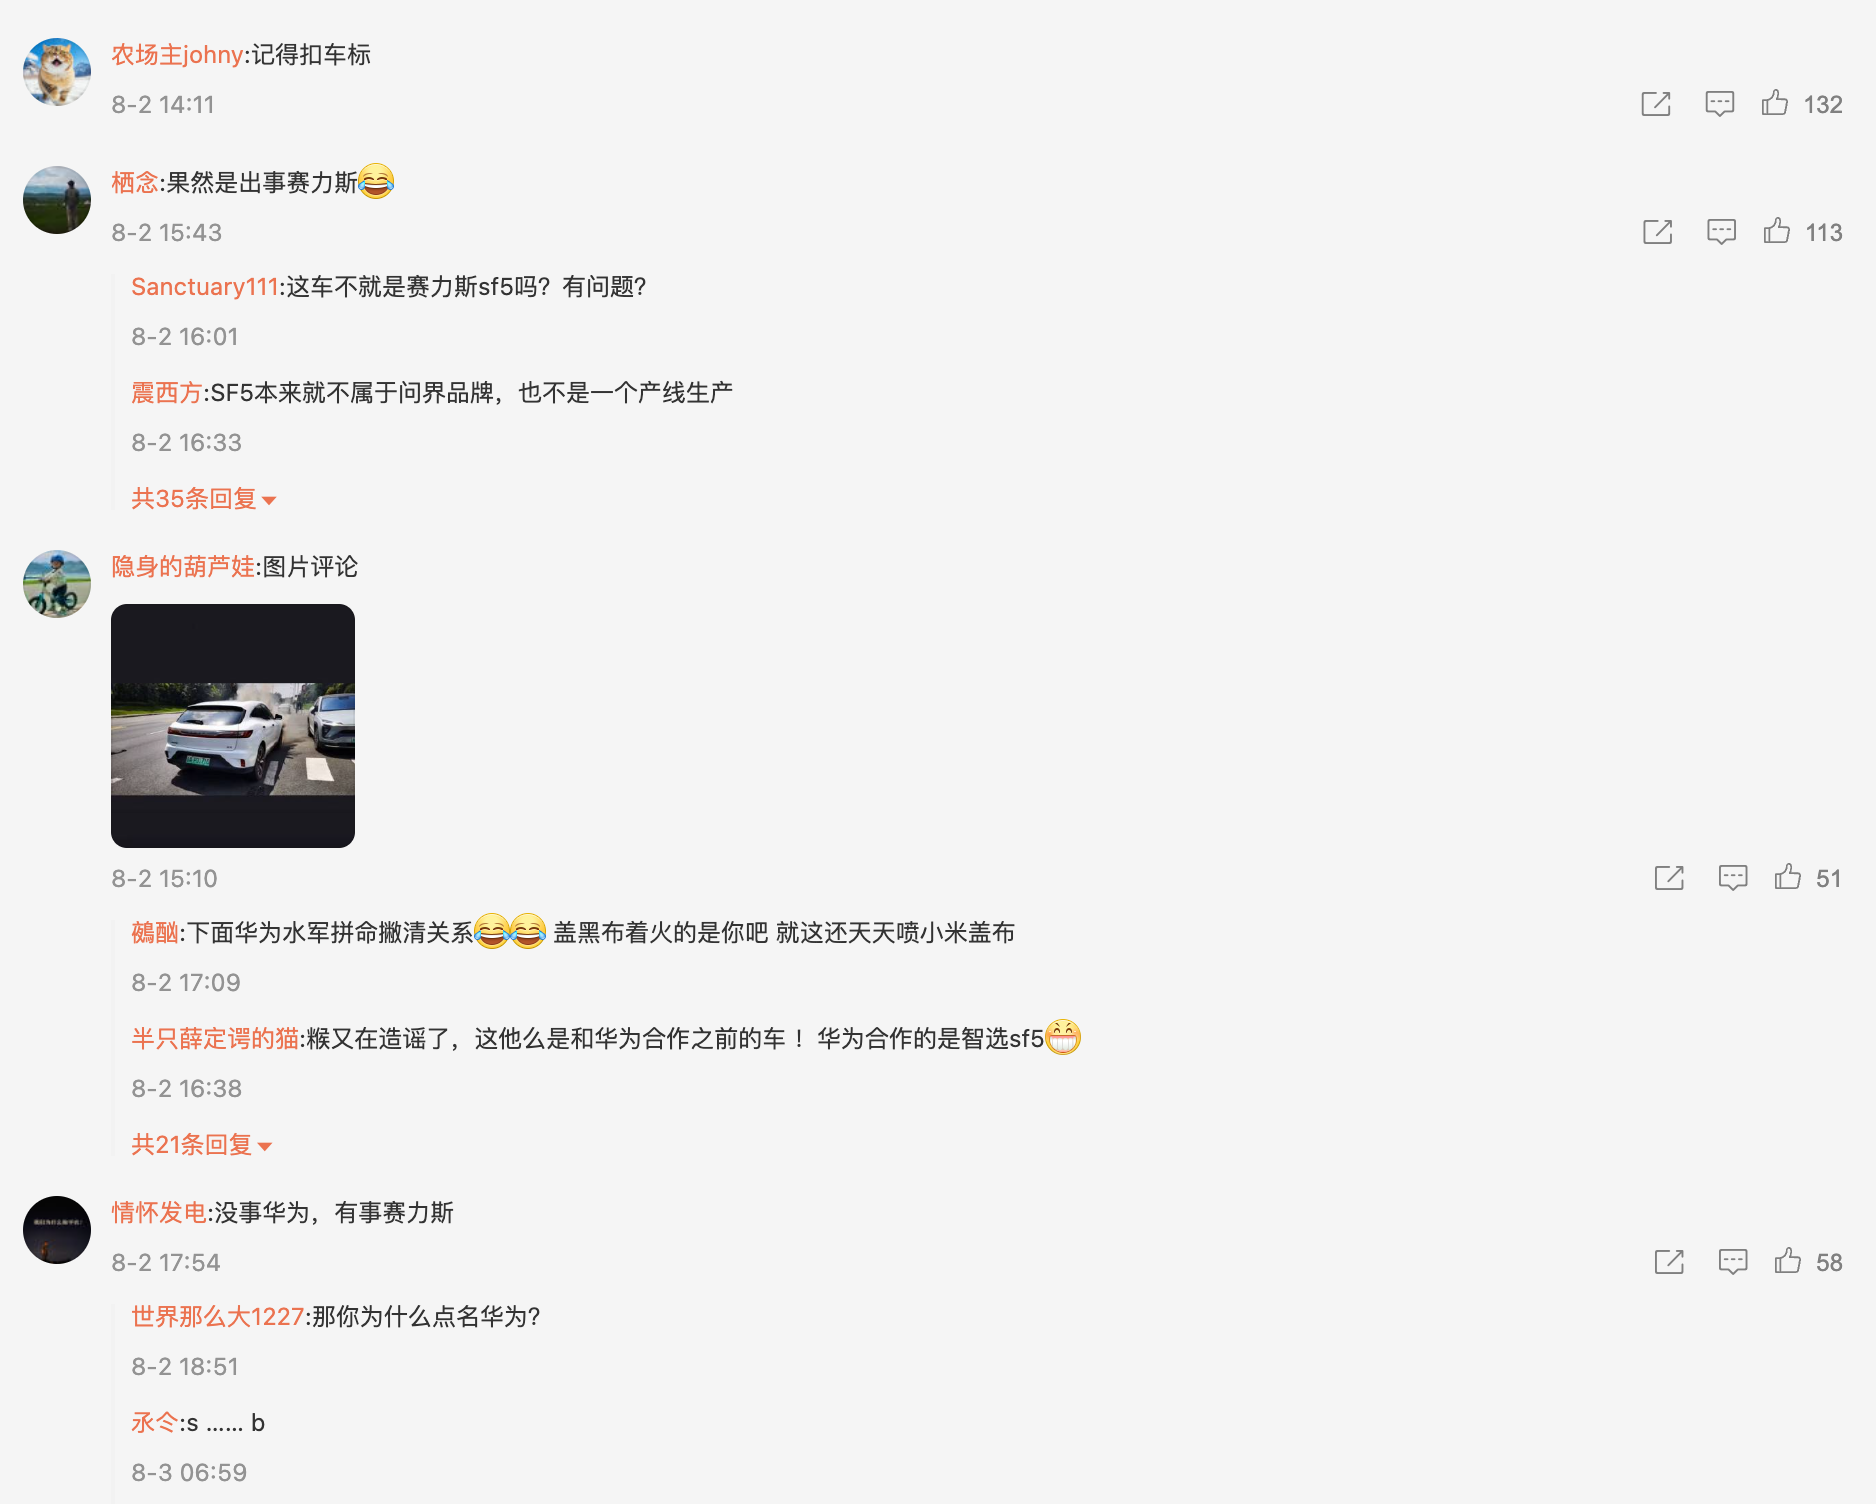 农场主johny:记得扣车标
8-2 14:11
132
栖念:果然是出事赛力斯😂
8-2 15:43
113
Sanctuary111:这车不就是赛力斯sf5吗？有问题？
8-2 16:01
震西方:SF5本来就不属于问界品牌，也不是一个产线生产
8-2 16:33
共35条回复
隐身的葫芦娃:图片评论
8-2 15:10
51
:下面华为水军拼命撇清关系😂😂 盖黑布着火的是你吧 就这还天天喷小米盖布
8-2 17:09
半只薛定谔的猫:糇又在造谣了，这他么是和华为合作之前的车！华为合作的是智选sf5😁
8-2 16:38
共21条回复
情怀发电:没事华为，有事赛力斯
8-2 17:54
58
世界那么大1227:那你为什么点名华为？
8-2 18:51
:s …… b
8-3 06:59